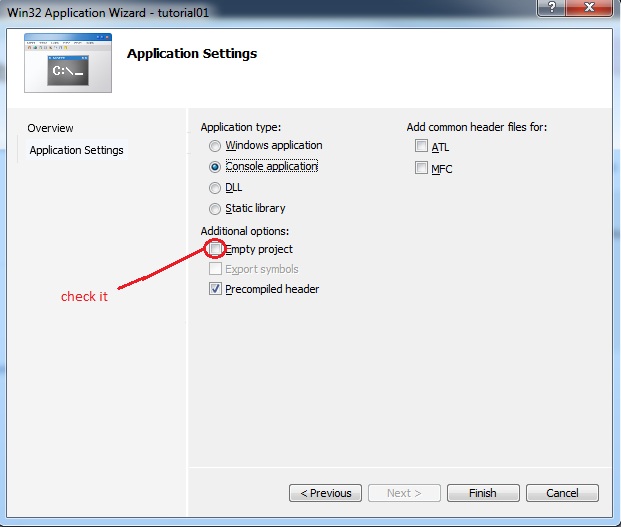 Win32 Application Wizard - tutorial01
Application Settings
C:\_
Overview
Application Settings
Application type:
Windows application
Console application
DLL
Static library
Additional options:
Empty project
Export symbols
Precompiled header
Add common header files for:
ATL
MFC
check it
< Previous
Next >
Finish
Cancel